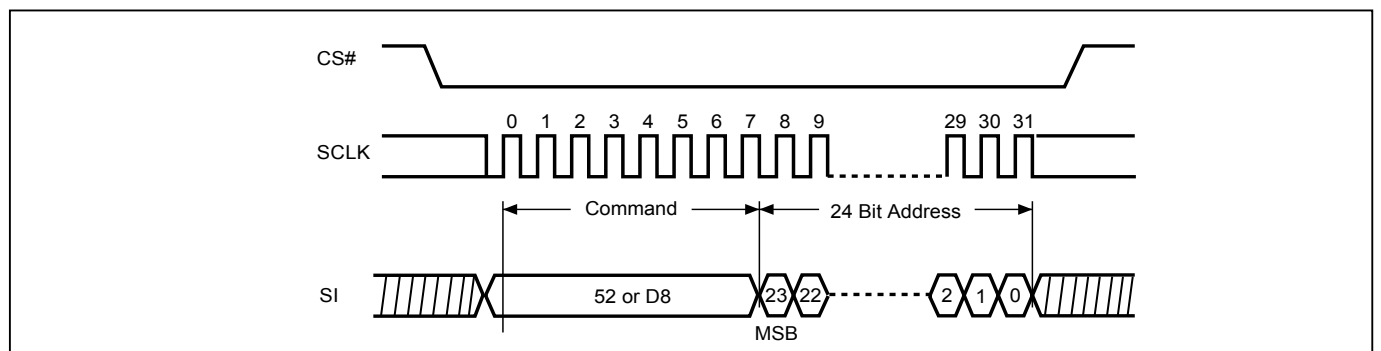 CS#
0 1 2 3 4 5 6 7 8 9 29 30 31
SCLK
Command 24 Bit Address
SI 52 or D8 23 22 2 1 0
MSB